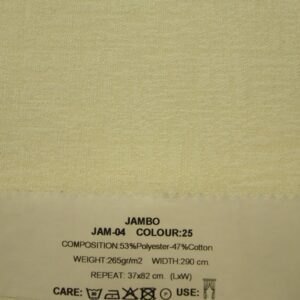 JAMBO
JAM-04 COLOUR:25
COMPOSITION:53%Polyester-47%Cotton
WEIGHT:265gr/m2 WIDTH:290 cm.
REPEAT: 37x82 cm. (LxW)
CARE: USE: